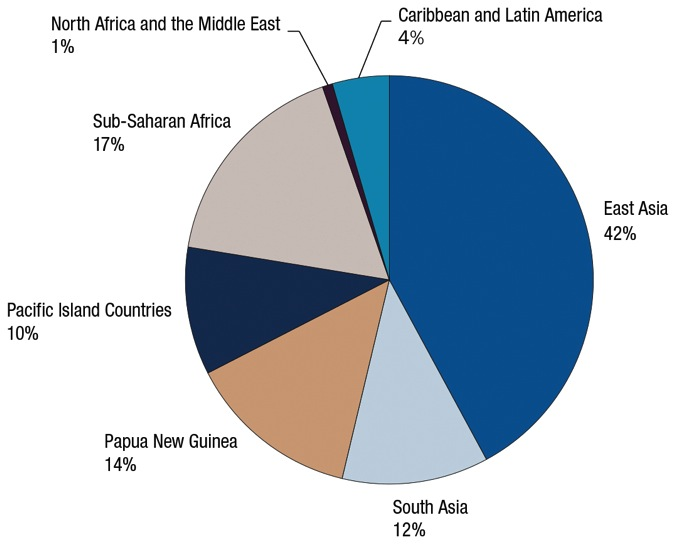 North Africa and the Middle East
1%
Caribbean and Latin America
4%
Sub-Saharan Africa
17%
East Asia
42%
Pacific Island Countries
10%
Papua New Guinea
14%
South Asia
12%